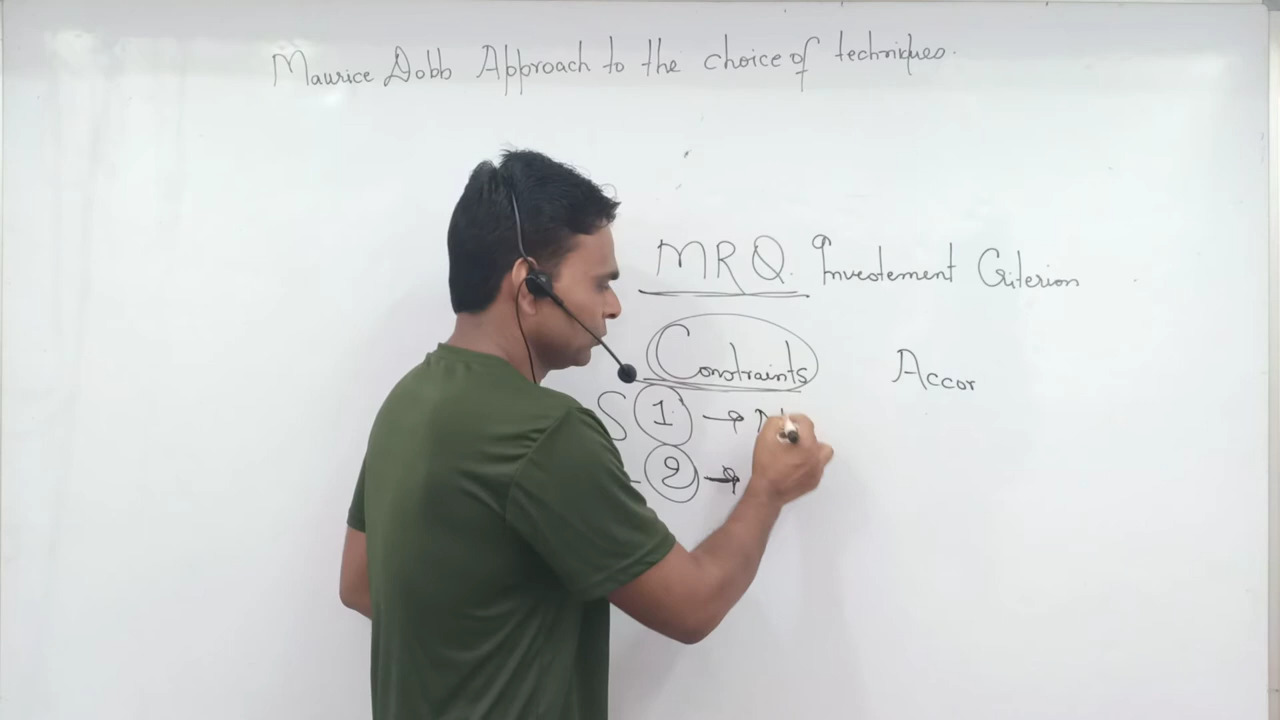 Maurice Dobb Approach to the choice of techniques.
MRQ. Investement Criterion
Constraints Accor
S 1 →
2 →